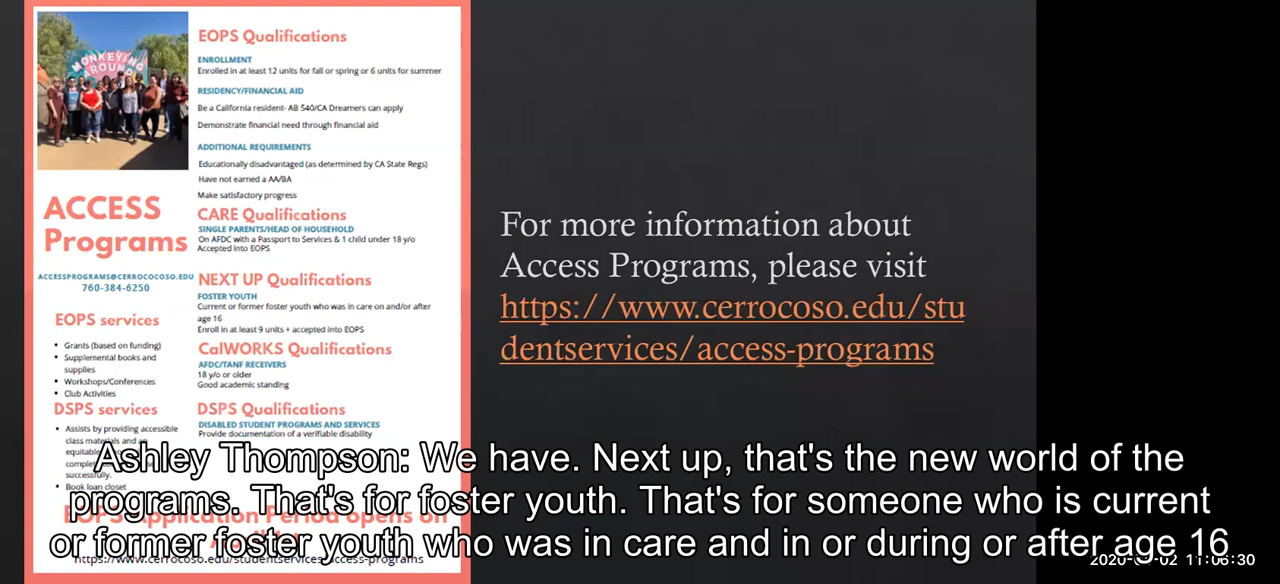 MONKEYING
AROUND
ACCESS
Programs
ACCESSPROGRAMS@CERROCOCOSO.EDU
760-384-6250
EOPS services
• Grants (based on funding)
• Supplemental books and
supplies
• Workshops/Conferences
• Club Activities
DSPS services
• Assists by providing accessible
class materials and an
equitable
successfully.
• Book loan closet
EOPS Qualifications
ENROLLMENT
Enrolled in at least 12 units for fall or spring or 6 units for summer
RESIDENCY/FINANCIAL AID
Be a California resident- AB 540/CA Dreamers can apply
Demonstrate financial need through financial aid
ADDITIONAL REQUIREMENTS
Educationally disadvantaged (as determined by CA State Regs)
Have not earned a AA/BA
Make satisfactory progress
CARE Qualifications
SINGLE PARENTS/HEAD OF HOUSEHOLD
On AFDC with a Passport to Services & 1 child under 18 y/o
Accepted into EOPS
NEXT UP Qualifications
FOSTER YOUTH
Current or former foster youth who was in care on and/or after
age 16
Enroll in at least 9 units + accepted into EOPS
CalWORKS Qualifications
AFDC/TANF RECEIVERS
18 y/o or older
Good academic standing
DSPS Qualifications
DISABLED STUDENT PROGRAMS AND SERVICES
Provide documentation of a verifiable disability
EOPS Application Period opens on
https://www.cerrocoso.edu/studentservices/access-programs
For more information about
Access Programs, please visit
https://www.cerrocoso.edu/stu
dentservices/access-programs
Ashley Thompson: We have. Next up, that's the new world of the
programs. That's for foster youth. That's for someone who is current
or former foster youth who was in care and in or during or after age 16
11:06:30